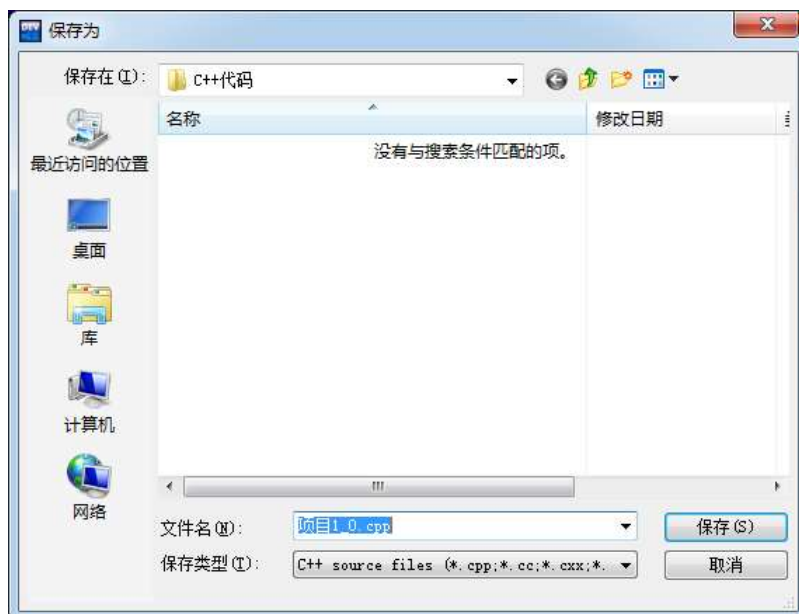 DEV 保存为
保存在(I): C++代码
名称 修改日期
没有与搜索条件匹配的项。
最近访问的位置
桌面
库
计算机
网络
文件名(N): 项目1_0.cpp 保存(S)
保存类型(T): C++ source files (*.cpp;*.cc;*.cxx;*. 取消